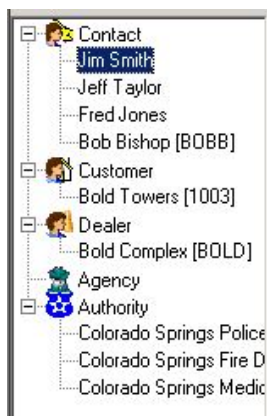 Contact
Jim Smith
Jeff Taylor
Fred Jones
Bob Bishop [BOBB]
Customer
Bold Towers [1003]
Dealer
Bold Complex [BOLD]
Agency
Authority
Colorado Springs Police
Colorado Springs Fire D
Colorado Springs Medic